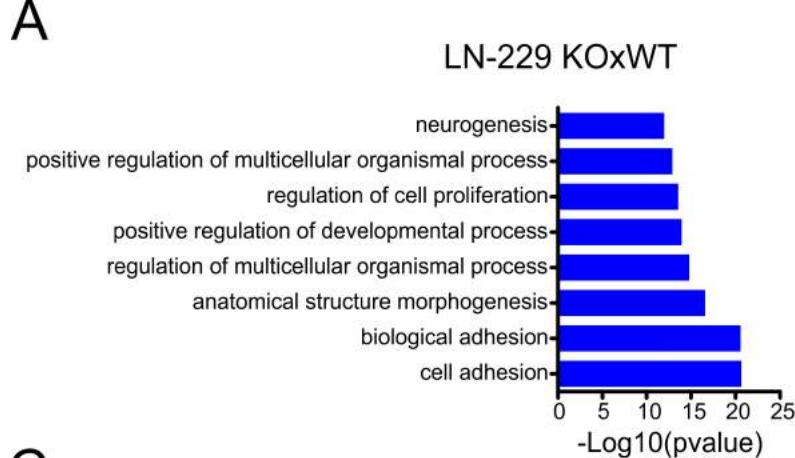 A
LN-229 KOxWT
neurogenesis
positive regulation of multicellular organismal process
regulation of cell proliferation
positive regulation of developmental process
regulation of multicellular organismal process
anatomical structure morphogenesis
biological adhesion
cell adhesion
0 5 10 15 20 25
-Log10(pvalue)